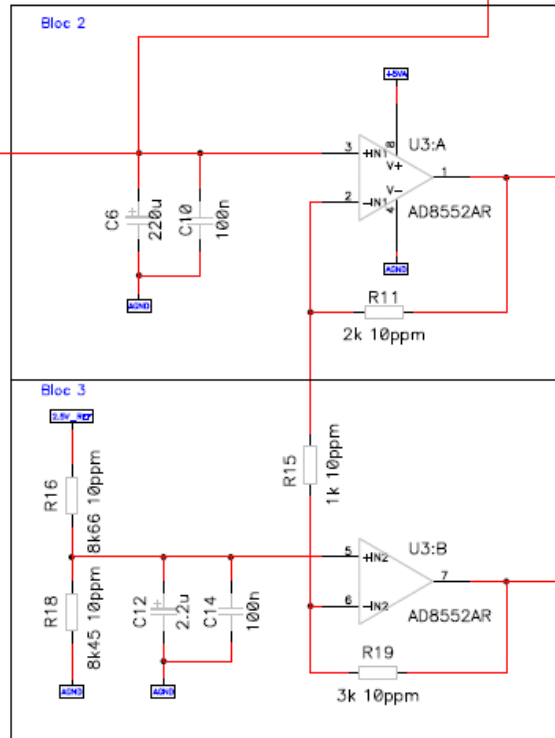 Bloc 2
+5VA
3
+IN1
8
V+
U3:A
1
2
-IN1
V-
4
AD8552AR
C6
220u
C10
100n
AGND
AGND
R11
2k 10ppm
Bloc 3
2.5V_REF
R16
8k66 10ppm
R15
1k 10ppm
R18
8k45 10ppm
C12
2.2u
C14
100n
5
+IN2
U3:B
7
6
-IN2
AD8552AR
R19
3k 10ppm
AGND
AGND